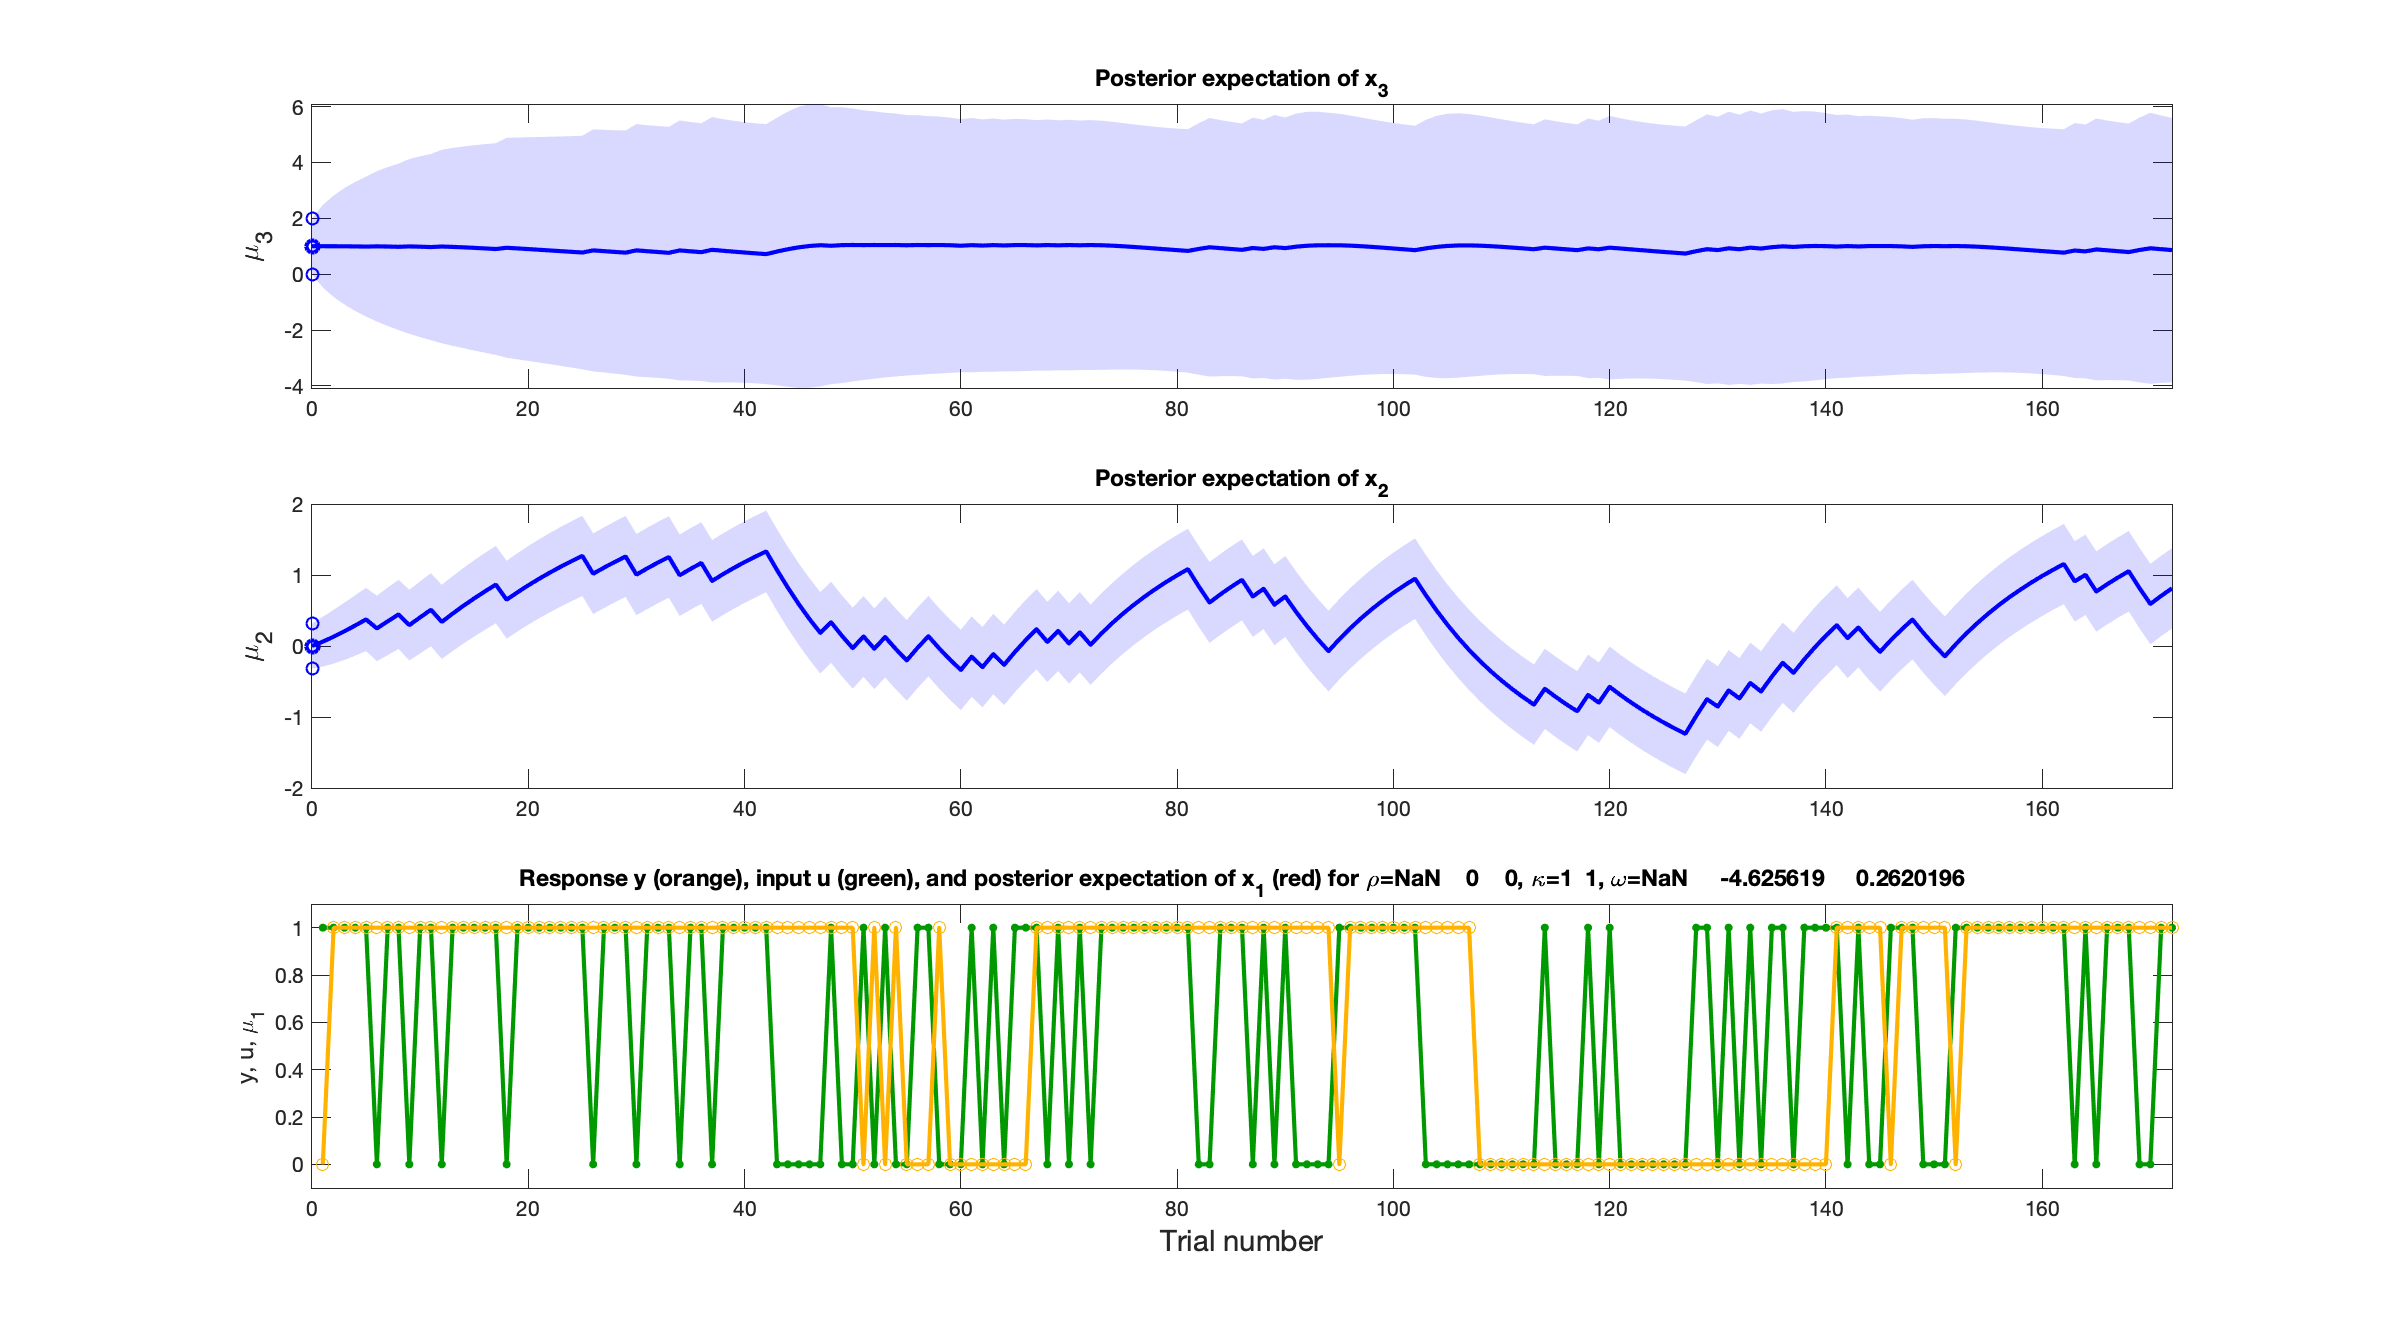 Posterior expectation of x3
μ3
6
4
2
0
-2
-4
0 20 40 60 80 100 120 140 160
Posterior expectation of x2
μ2
2
1
0
-1
-2
0 20 40 60 80 100 120 140 160
Response y (orange), input u (green), and posterior expectation of x1 (red) for ρ=NaN 0 0, κ=1 1, ω=NaN -4.625619 0.2620196
y, u, μ1
1
0.8
0.6
0.4
0.2
0
0 20 40 60 80 100 120 140 160
Trial number